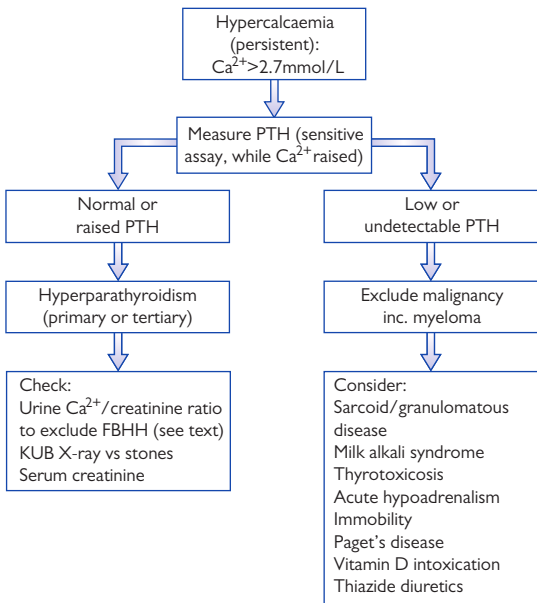 Hypercalcaemia
(persistent):
Ca²⁺>2.7mmol/L
Measure PTH (sensitive
assay, while Ca²⁺ raised)
Normal or
raised PTH
Low or
undetectable PTH
Hyperparathyroidism
(primary or tertiary)
Exclude malignancy
inc. myeloma
Check:
Urine Ca²⁺/creatinine ratio
to exclude FBHH (see text)
KUB X-ray vs stones
Serum creatinine
Consider:
Sarcoid/granulomatous
disease
Milk alkali syndrome
Thyrotoxicosis
Acute hypoadrenalism
Immobility
Paget's disease
Vitamin D intoxication
Thiazide diuretics